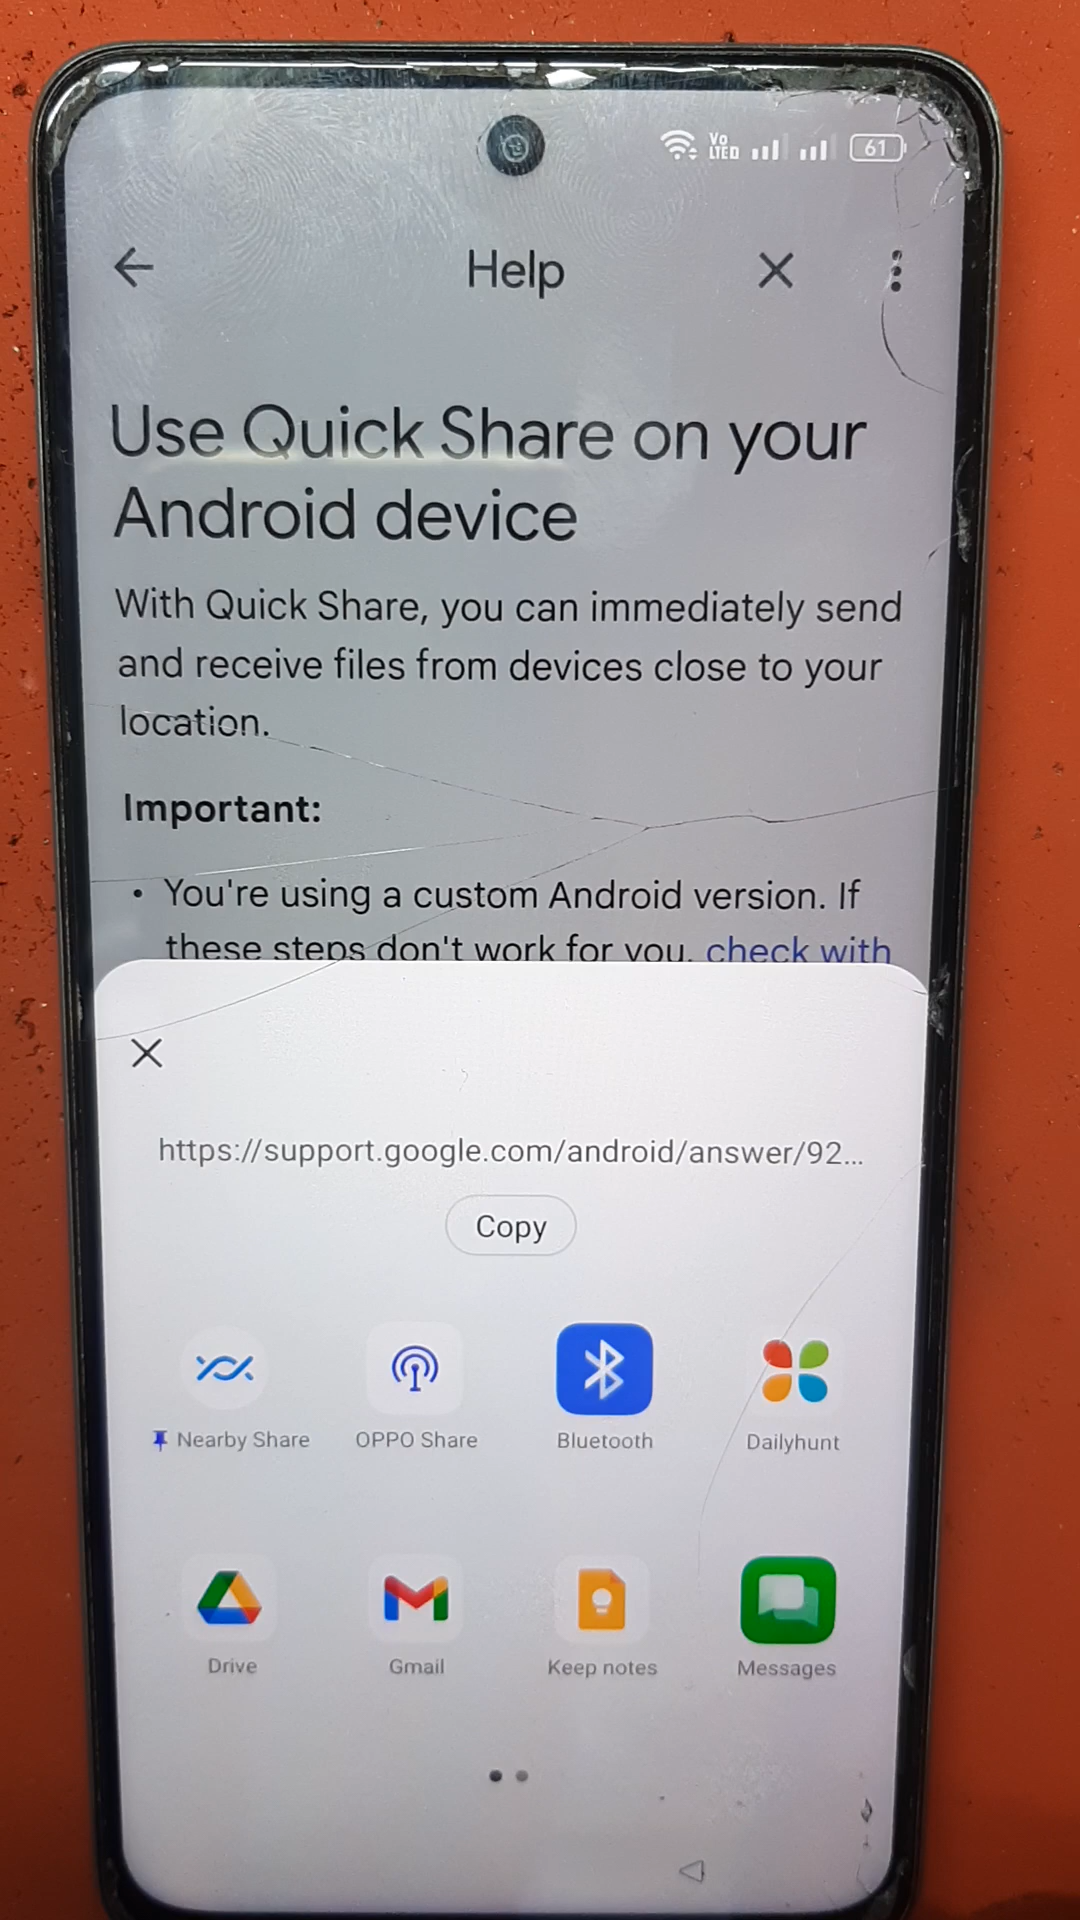 Vo
LTED
61
Help
Use Quick Share on your
Android device
With Quick Share, you can immediately send
and receive files from devices close to your
location.
Important:
• You're using a custom Android version. If
these steps don't work for you, check with
https://support.google.com/android/answer/92...
Copy
Nearby Share OPPO Share Bluetooth Dailyhunt
Drive Gmail Keep notes Messages